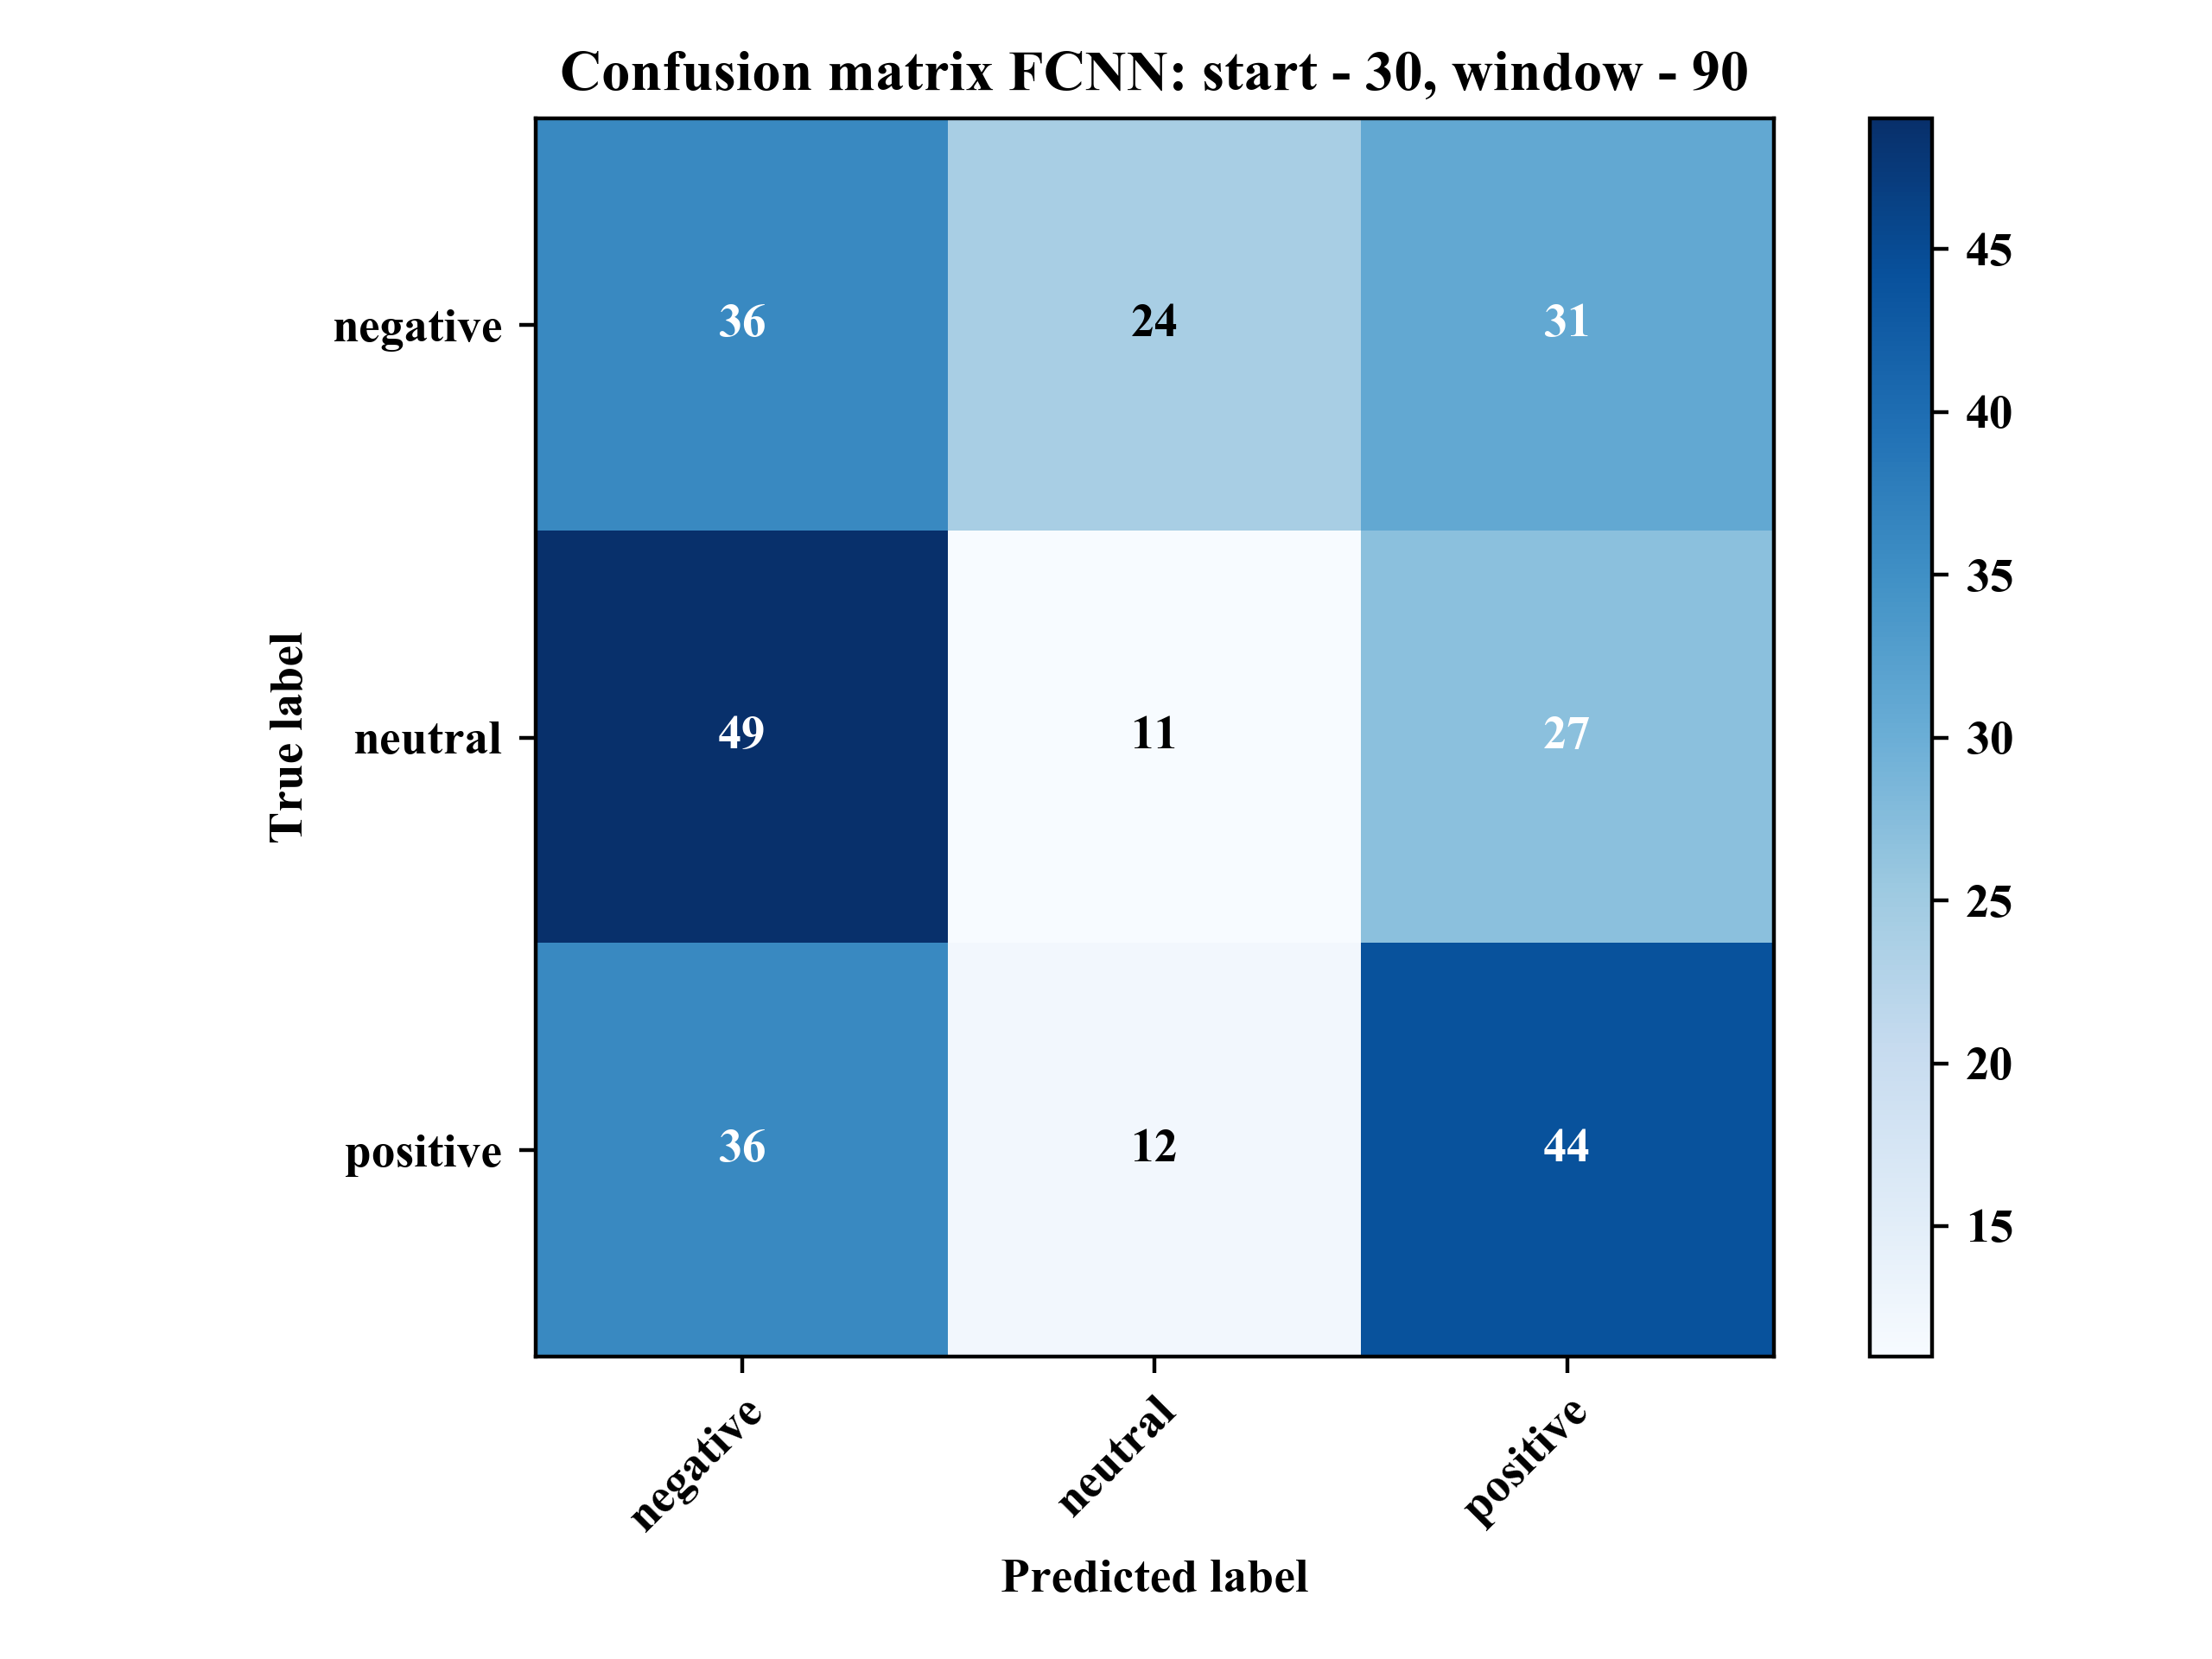 Confusion matrix FCNN: start - 30, window - 90
True label
negative 36 24 31
neutral 49 11 27
positive 36 12 44
negative neutral positive
Predicted label
45
40
35
30
25
20
15